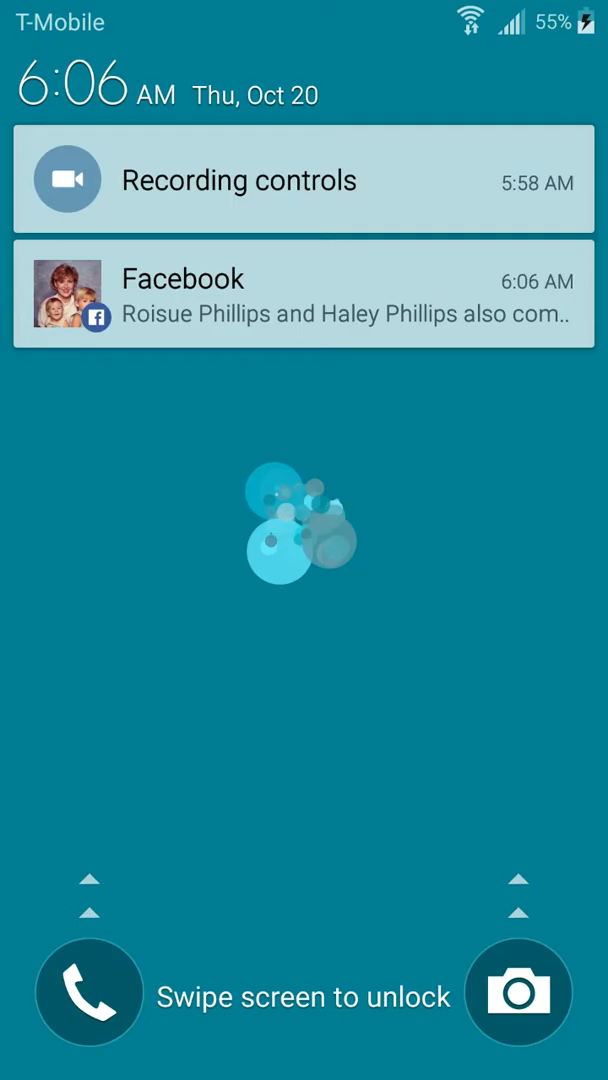 T-Mobile 55%
6:06 AM Thu, Oct 20
Recording controls 5:58 AM
Facebook 6:06 AM
Roisue Phillips and Haley Phillips also com..
Swipe screen to unlock